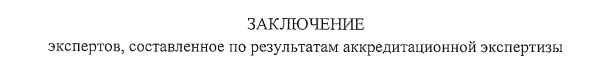 ЗАКЛЮЧЕНИЕ
экспертов, составленное по результатам аккредитационной экспертизы